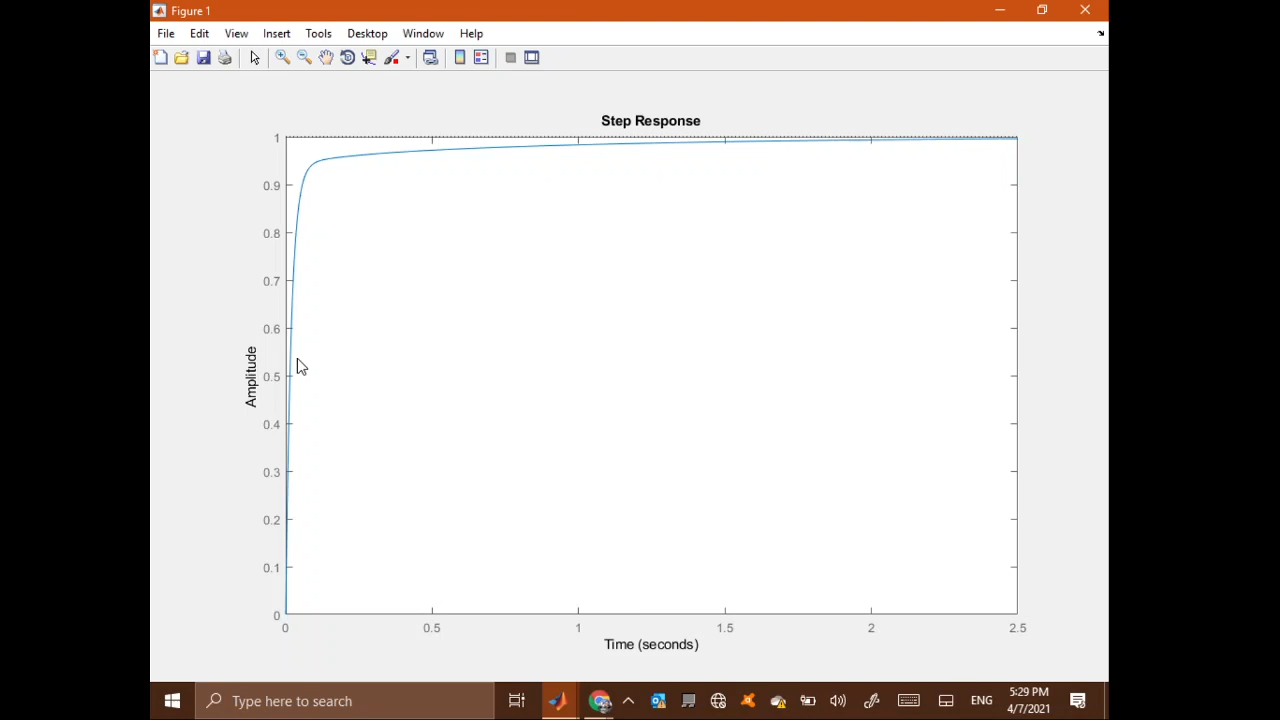 Figure 1
File Edit View Insert Tools Desktop Window Help
Step Response
1
0.9
0.8
0.7
0.6
0.5
0.4
0.3
0.2
0.1
0
Amplitude
0 0.5 1 1.5 2 2.5
Time (seconds)
Type here to search
ENG
5:29 PM
4/7/2021